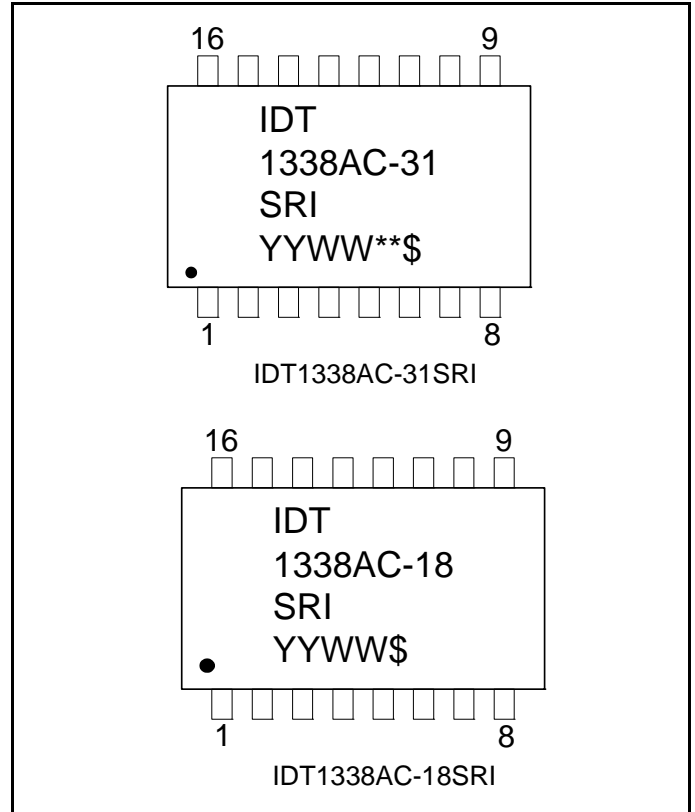 16 9
IDT
1338AC-31
SRI
YYWW**$
1 8
IDT1338AC-31SRI
16 9
IDT
1338AC-18
SRI
YYWW$
1 8
IDT1338AC-18SRI